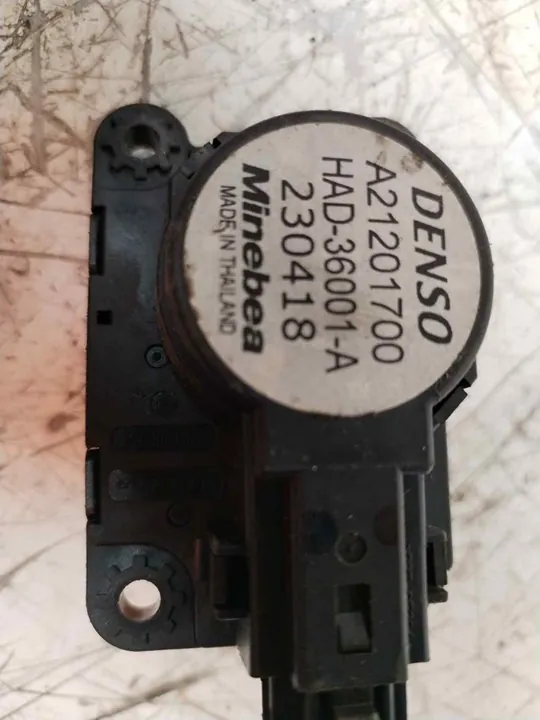 DENSO
A21201700
HAD-36001-A
230418
Minebea
MADE IN THAILAND